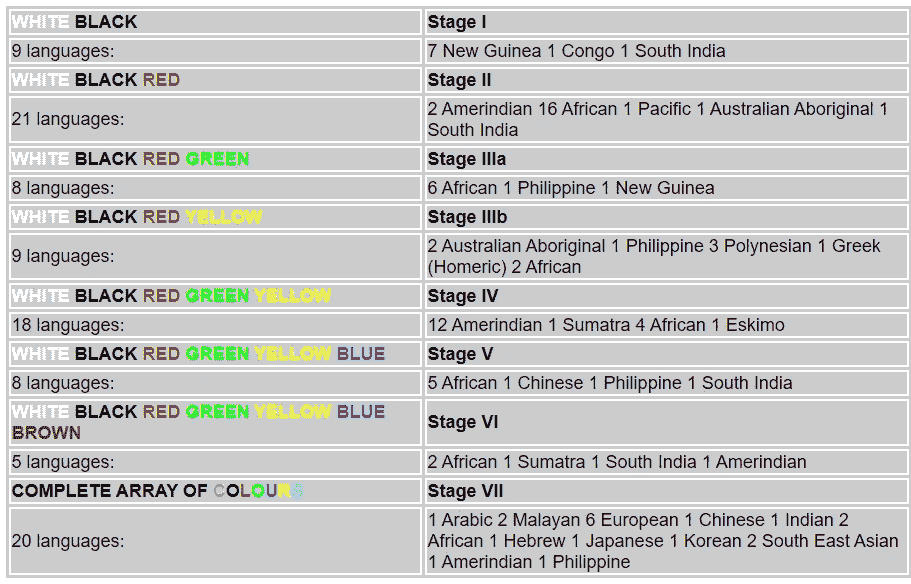 WHITE BLACK
Stage I
9 languages:
7 New Guinea 1 Congo 1 South India
WHITE BLACK RED
Stage II
21 languages:
2 Amerindian 16 African 1 Pacific 1 Australian Aboriginal 1
South India
WHITE BLACK RED GREEN
Stage IIIa
8 languages:
6 African 1 Philippine 1 New Guinea
WHITE BLACK RED YELLOW
Stage IIIb
9 languages:
2 Australian Aboriginal 1 Philippine 3 Polynesian 1 Greek
(Homeric) 2 African
WHITE BLACK RED GREEN YELLOW
Stage IV
18 languages:
12 Amerindian 1 Sumatra 4 African 1 Eskimo
WHITE BLACK RED GREEN YELLOW BLUE
Stage V
8 languages:
5 African 1 Chinese 1 Philippine 1 South India
WHITE BLACK RED GREEN YELLOW BLUE
BROWN
Stage VI
5 languages:
2 African 1 Sumatra 1 South India 1 Amerindian
COMPLETE ARRAY OF COLOURS
Stage VII
20 languages:
1 Arabic 2 Malayan 6 European 1 Chinese 1 Indian 2
African 1 Hebrew 1 Japanese 1 Korean 2 South East Asian
1 Amerindian 1 Philippine